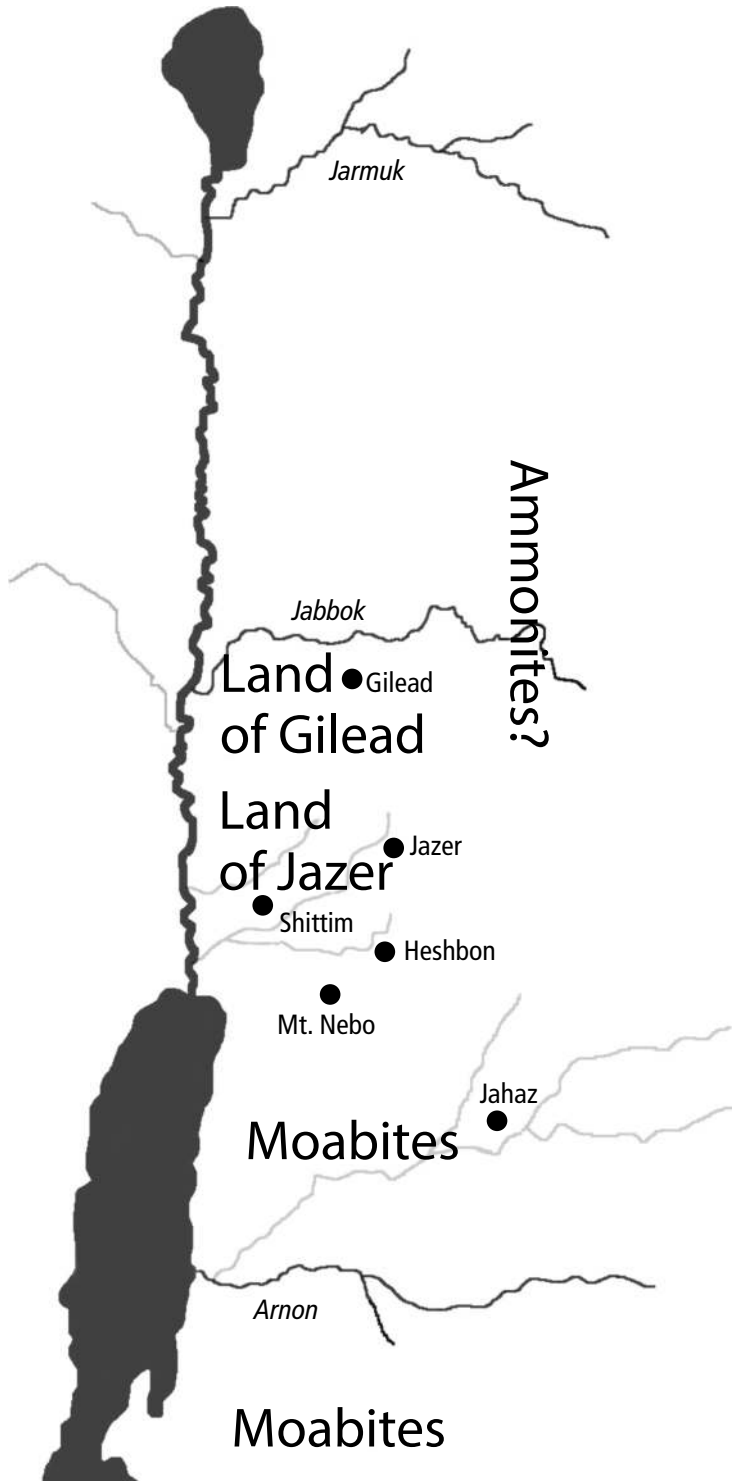 Jarmuk
Ammonites?
Jabbok
Land
of Gilead
Gilead
Land
of Jazer
Jazer
Shittim
Heshbon
Mt. Nebo
Jahaz
Moabites
Arnon
Moabites